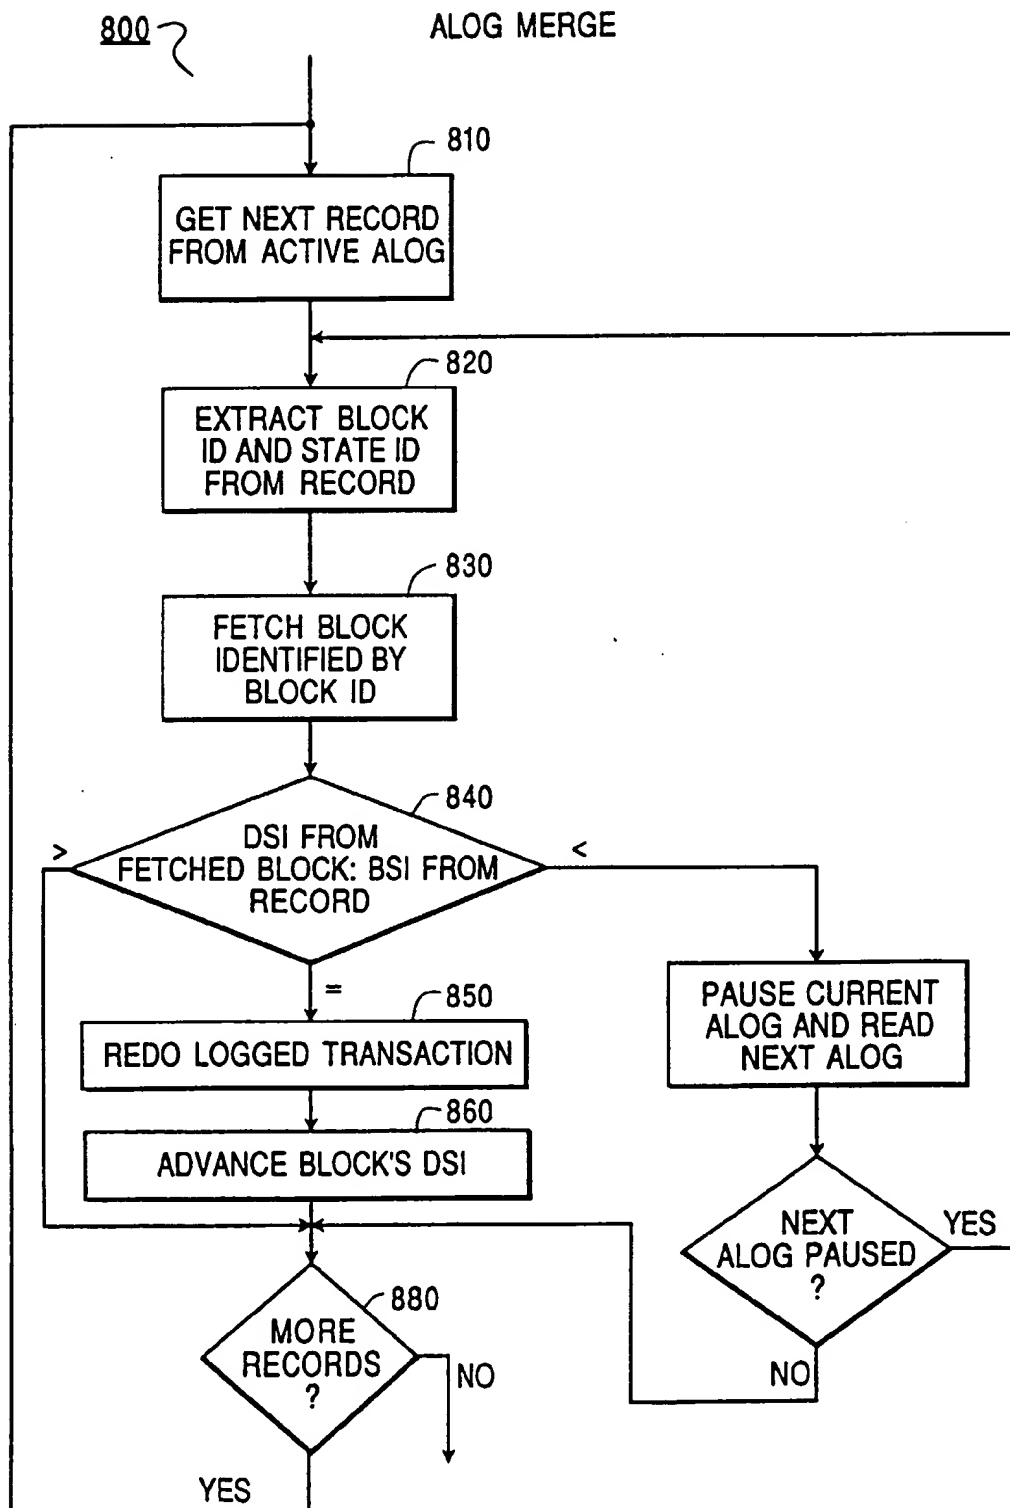 800
ALOG MERGE
810
GET NEXT RECORD
FROM ACTIVE ALOG
820
EXTRACT BLOCK
ID AND STATE ID
FROM RECORD
830
FETCH BLOCK
IDENTIFIED BY
BLOCK ID
840
DSI FROM
FETCHED BLOCK: BSI FROM
RECORD
>
<
=
850
REDO LOGGED TRANSACTION
860
ADVANCE BLOCK'S DSI
PAUSE CURRENT
ALOG AND READ
NEXT ALOG
NEXT
ALOG PAUSED
?
YES
NO
880
MORE
RECORDS
?
NO
YES